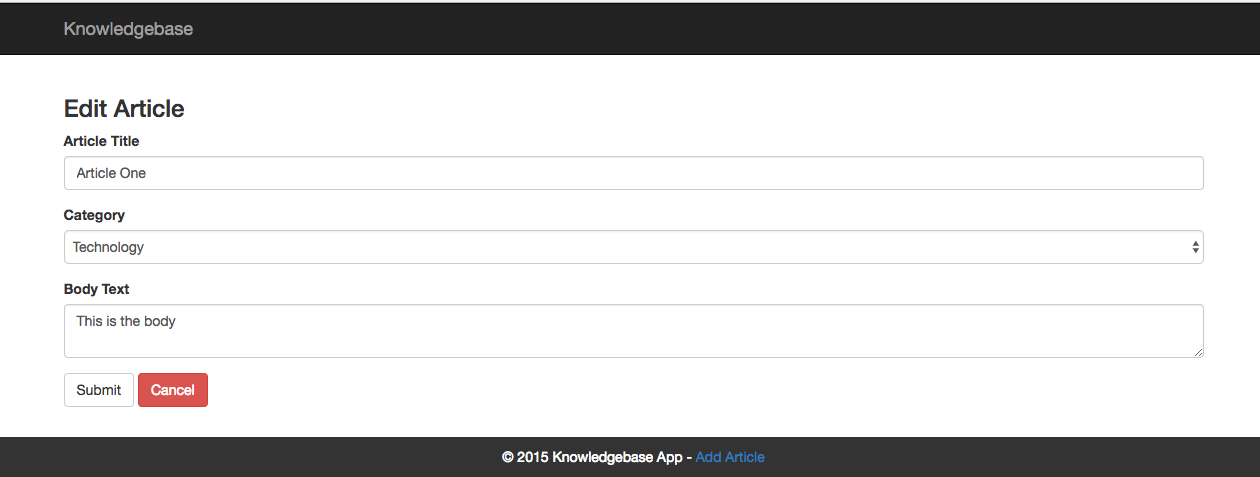 Knowledgebase
Edit Article
Article Title
Article One
Category
Technology
Body Text
This is the body
Submit Cancel
© 2015 Knowledgebase App - Add Article